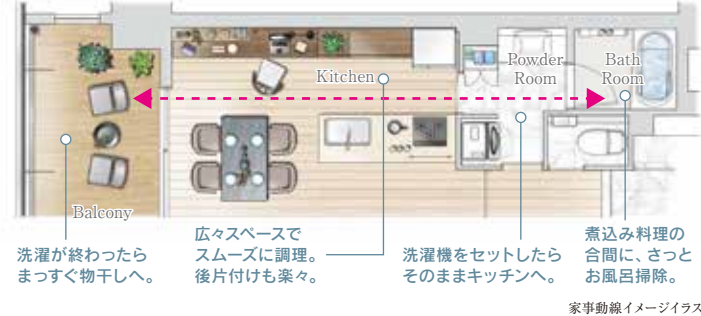 Kitchen
Powder
Room
Bath
Room
Balcony
洗濯が終わったら
まっすぐ物干しへ。
広々スペースで
スムーズに調理。
後片付けも楽々。
洗濯機をセットしたら
そのままキッチンへ。
煮込み料理の
合間に、さっと
お風呂掃除。
家事動線イメージイラス